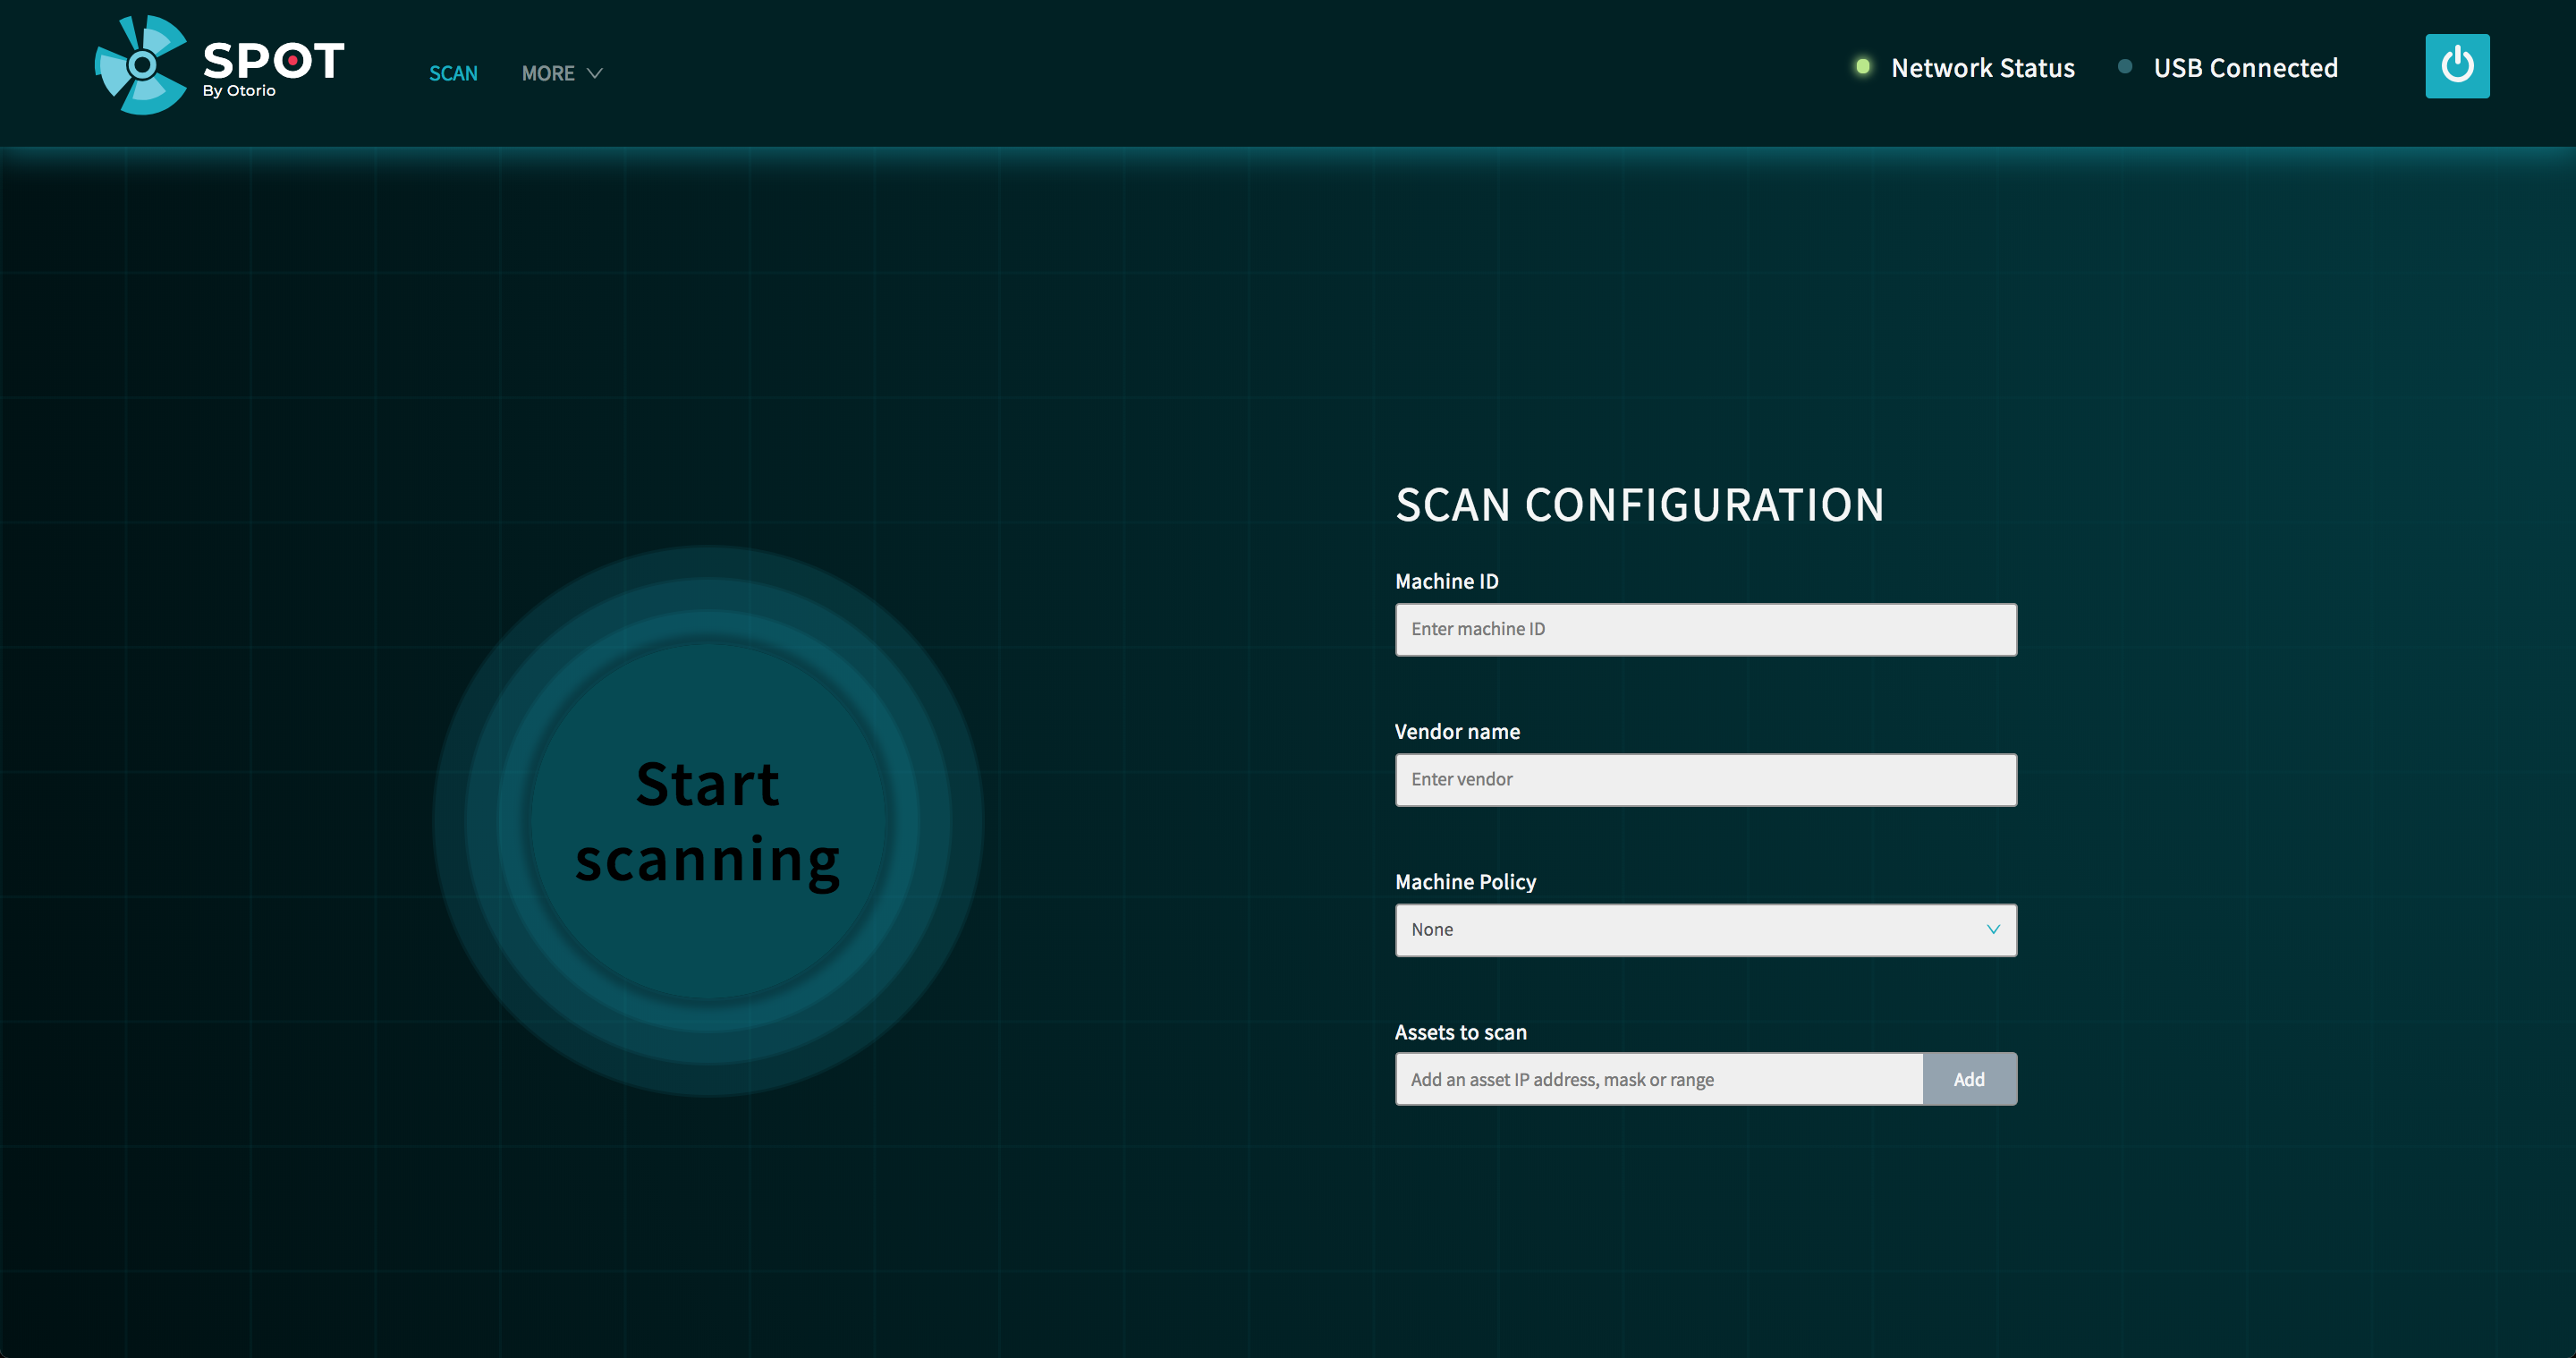 SPOT
By Otorio
SCAN
MORE
Network Status
USB Connected
Start
scanning
SCAN CONFIGURATION
Machine ID
Enter machine ID
Vendor name
Enter vendor
Machine Policy
None
Assets to scan
Add an asset IP address, mask or range
Add